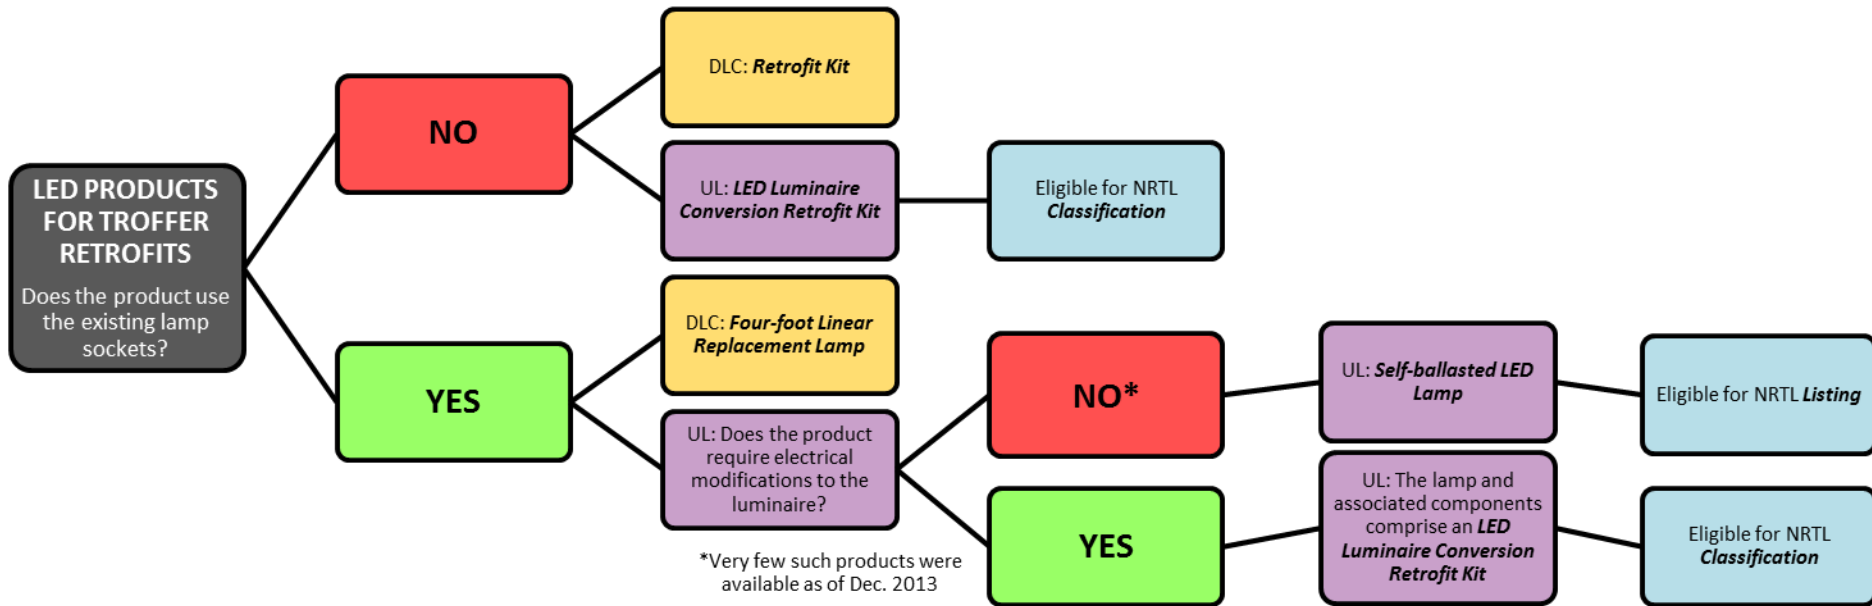 LED PRODUCTS
FOR TROFFER
RETROFITS
Does the product use
the existing lamp
sockets?
NO
DLC: Retrofit Kit
UL: LED Luminaire
Conversion Retrofit Kit
Eligible for NRTL
Classification
YES
DLC: Four-foot Linear
Replacement Lamp
UL: Does the product
require electrical
modifications to the
luminaire?
NO*
UL: Self-ballasted LED
Lamp
Eligible for NRTL Listing
YES
UL: The lamp and
associated components
comprise an LED
Luminaire Conversion
Retrofit Kit
Eligible for NRTL
Classification
*Very few such products were
available as of Dec. 2013